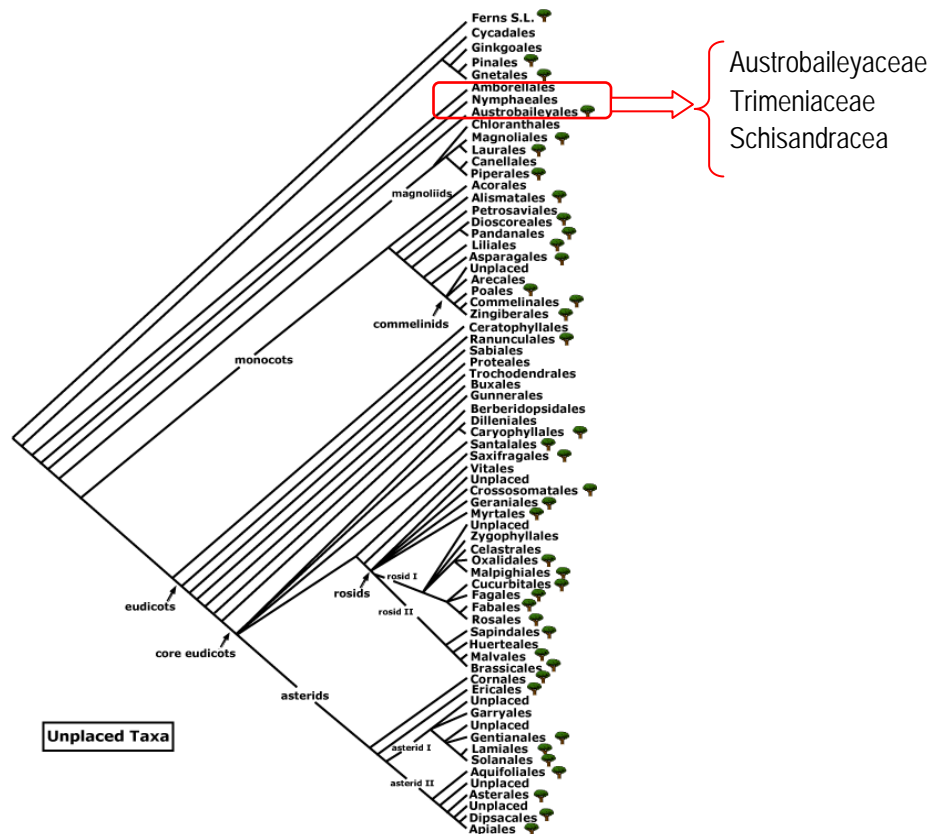 Ferns S.L.
Cycadales
Ginkgoales
Pinales
Gnetales
Amborellales
Nymphaeales
Austrobaileyales
Chloranthales
Magnoliales
Laurales
Canellales
Piperales
Acorales
Alismatales
Petrosaviales
Dioscoreales
Pandanales
Liliales
Asparagales
Unplaced
Arecales
Poales
Commelinales
Zingiberales
Ceratophyllales
Ranunculales
Sabiales
Proteales
Trochodendrales
Buxales
Gunnerales
Berberidopsidales
Dilleniales
Caryophyllales
Santalales
Saxifragales
Vitales
Unplaced
Crossosomatales
Geraniales
Myrtales
Unplaced
Zygophyllales
Celastrales
Oxalidales
Malpighiales
Cucurbitales
Fagales
Fabales
Rosales
Sapindales
Huerteales
Malvales
Brassicales
Cornales
Ericales
Unplaced
Garryales
Unplaced
Gentianales
Lamiales
Solanales
Aquifoliales
Unplaced
Asterales
Unplaced
Dipsacales
Apiales
Austrobaileyaceae
Trimeniaceae
Schisandracea
magnoliids
commelinids
monocots
eudicots
core eudicots
rosids
rosid I
rosid II
asterids
asterid I
asterid II
Unplaced Taxa